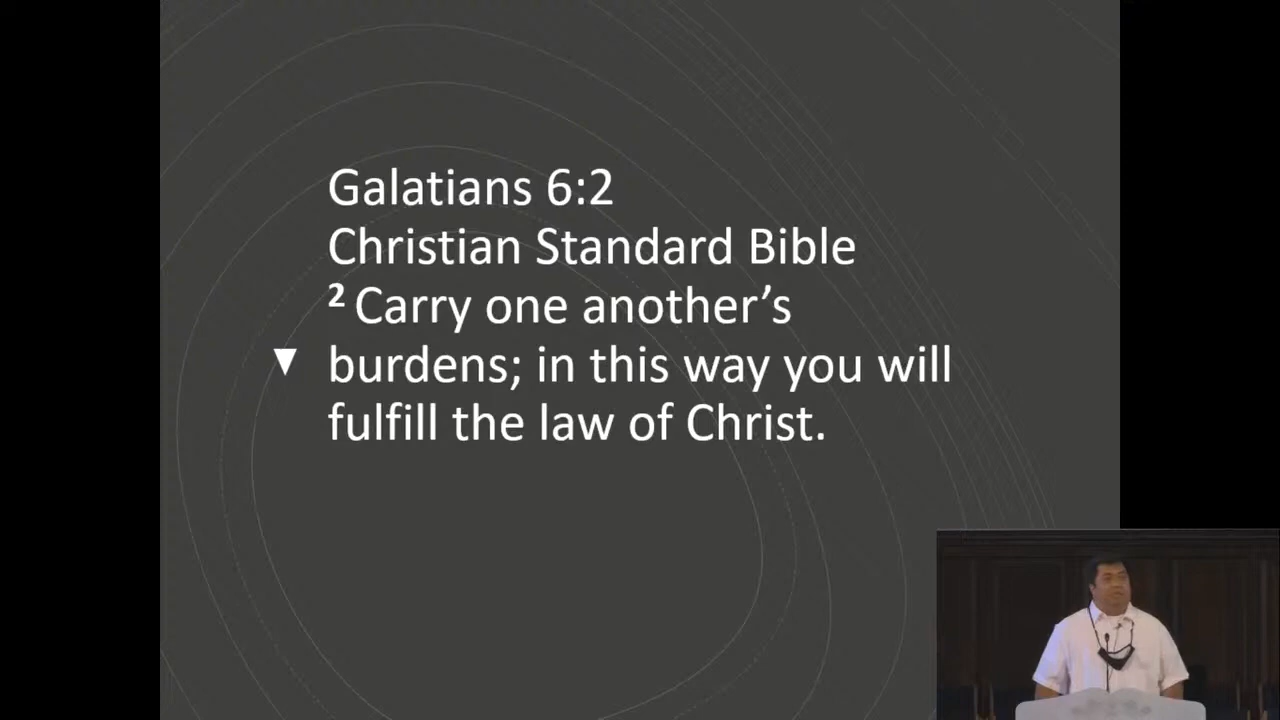 Galatians 6:2
Christian Standard Bible
² Carry one another’s
burdens; in this way you will
fulfill the law of Christ.